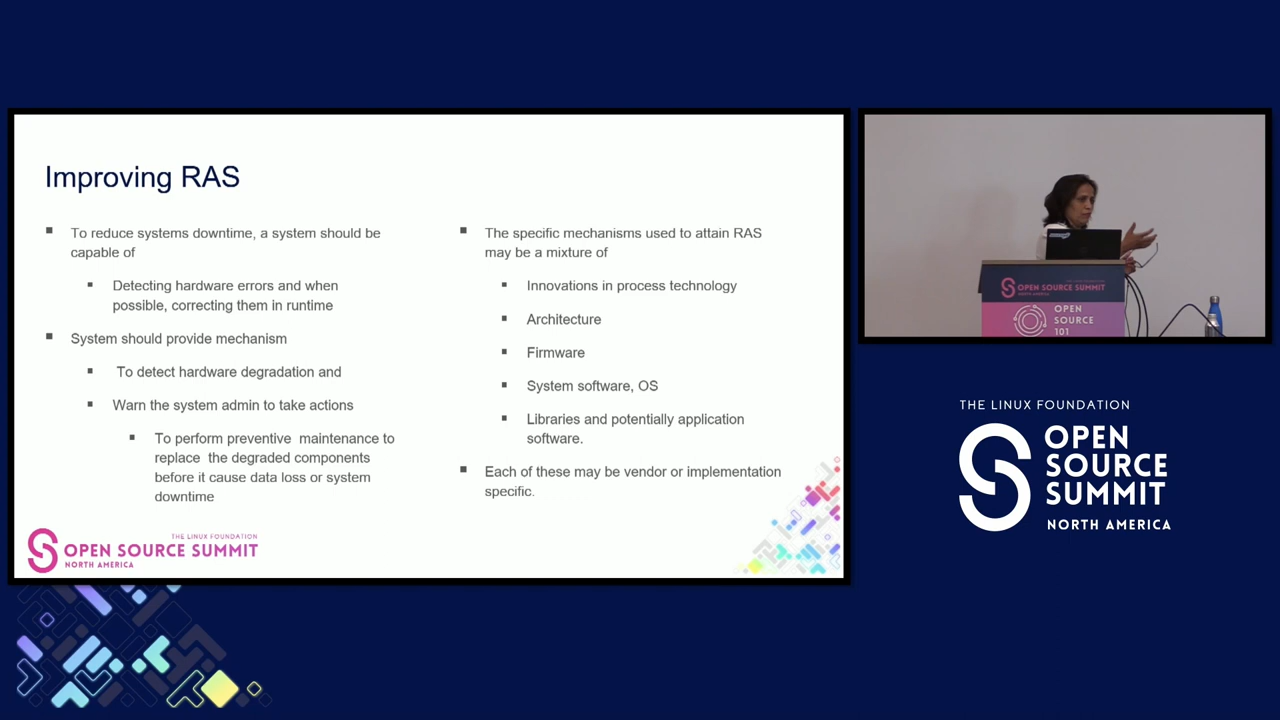 Improving RAS
To reduce systems downtime, a system should be
capable of
Detecting hardware errors and when
possible, correcting them in runtime
System should provide mechanism
To detect hardware degradation and
Warn the system admin to take actions
To perform preventive maintenance to
replace the degraded components
before it cause data loss or system
downtime
The specific mechanisms used to attain RAS
may be a mixture of
Innovations in process technology
Architecture
Firmware
System software, OS
Libraries and potentially application
software.
Each of these may be vendor or implementation
specific.
THE LINUX FOUNDATION
OPEN SOURCE SUMMIT
NORTH AMERICA
OPEN SOURCE SUMMIT
NORTH AMERICA
OPEN
SOURCE
101
THE LINUX FOUNDATION
OPEN
SOURCE
SUMMIT
NORTH AMERICA